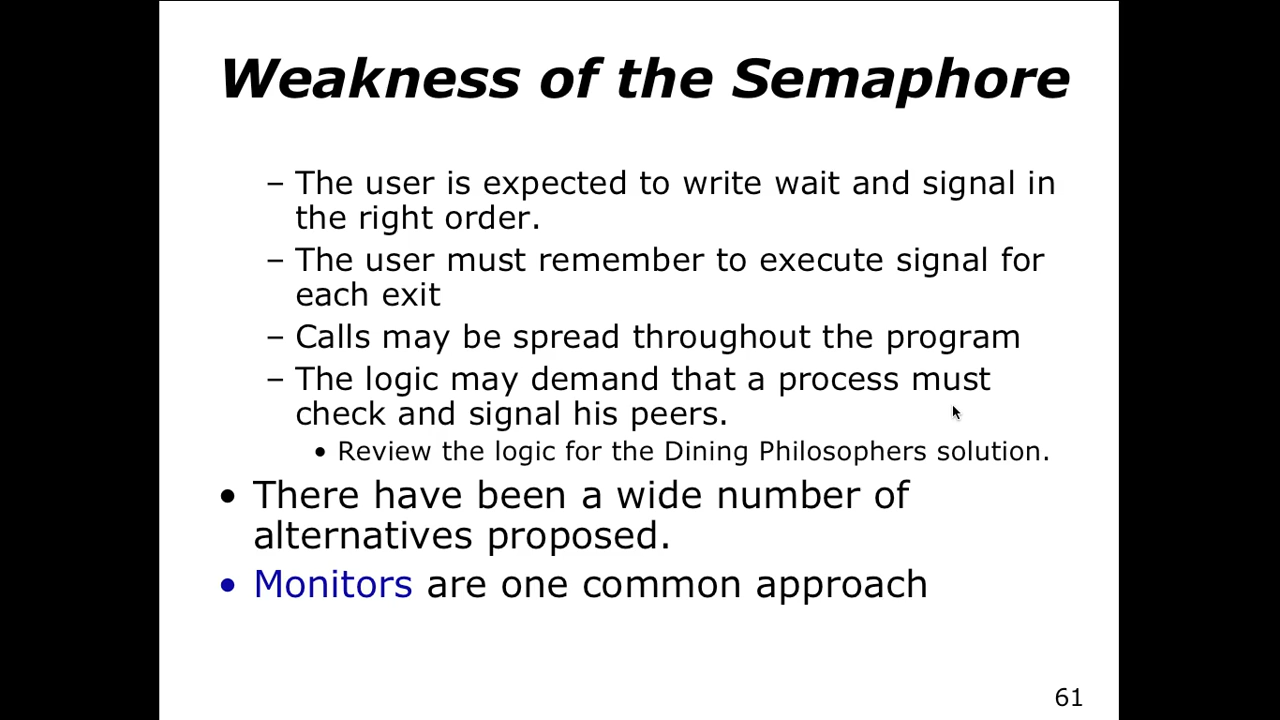 Weakness of the Semaphore
– The user is expected to write wait and signal in
the right order.
– The user must remember to execute signal for
each exit
– Calls may be spread throughout the program
– The logic may demand that a process must
check and signal his peers.
• Review the logic for the Dining Philosophers solution.
• There have been a wide number of
alternatives proposed.
• Monitors are one common approach
61